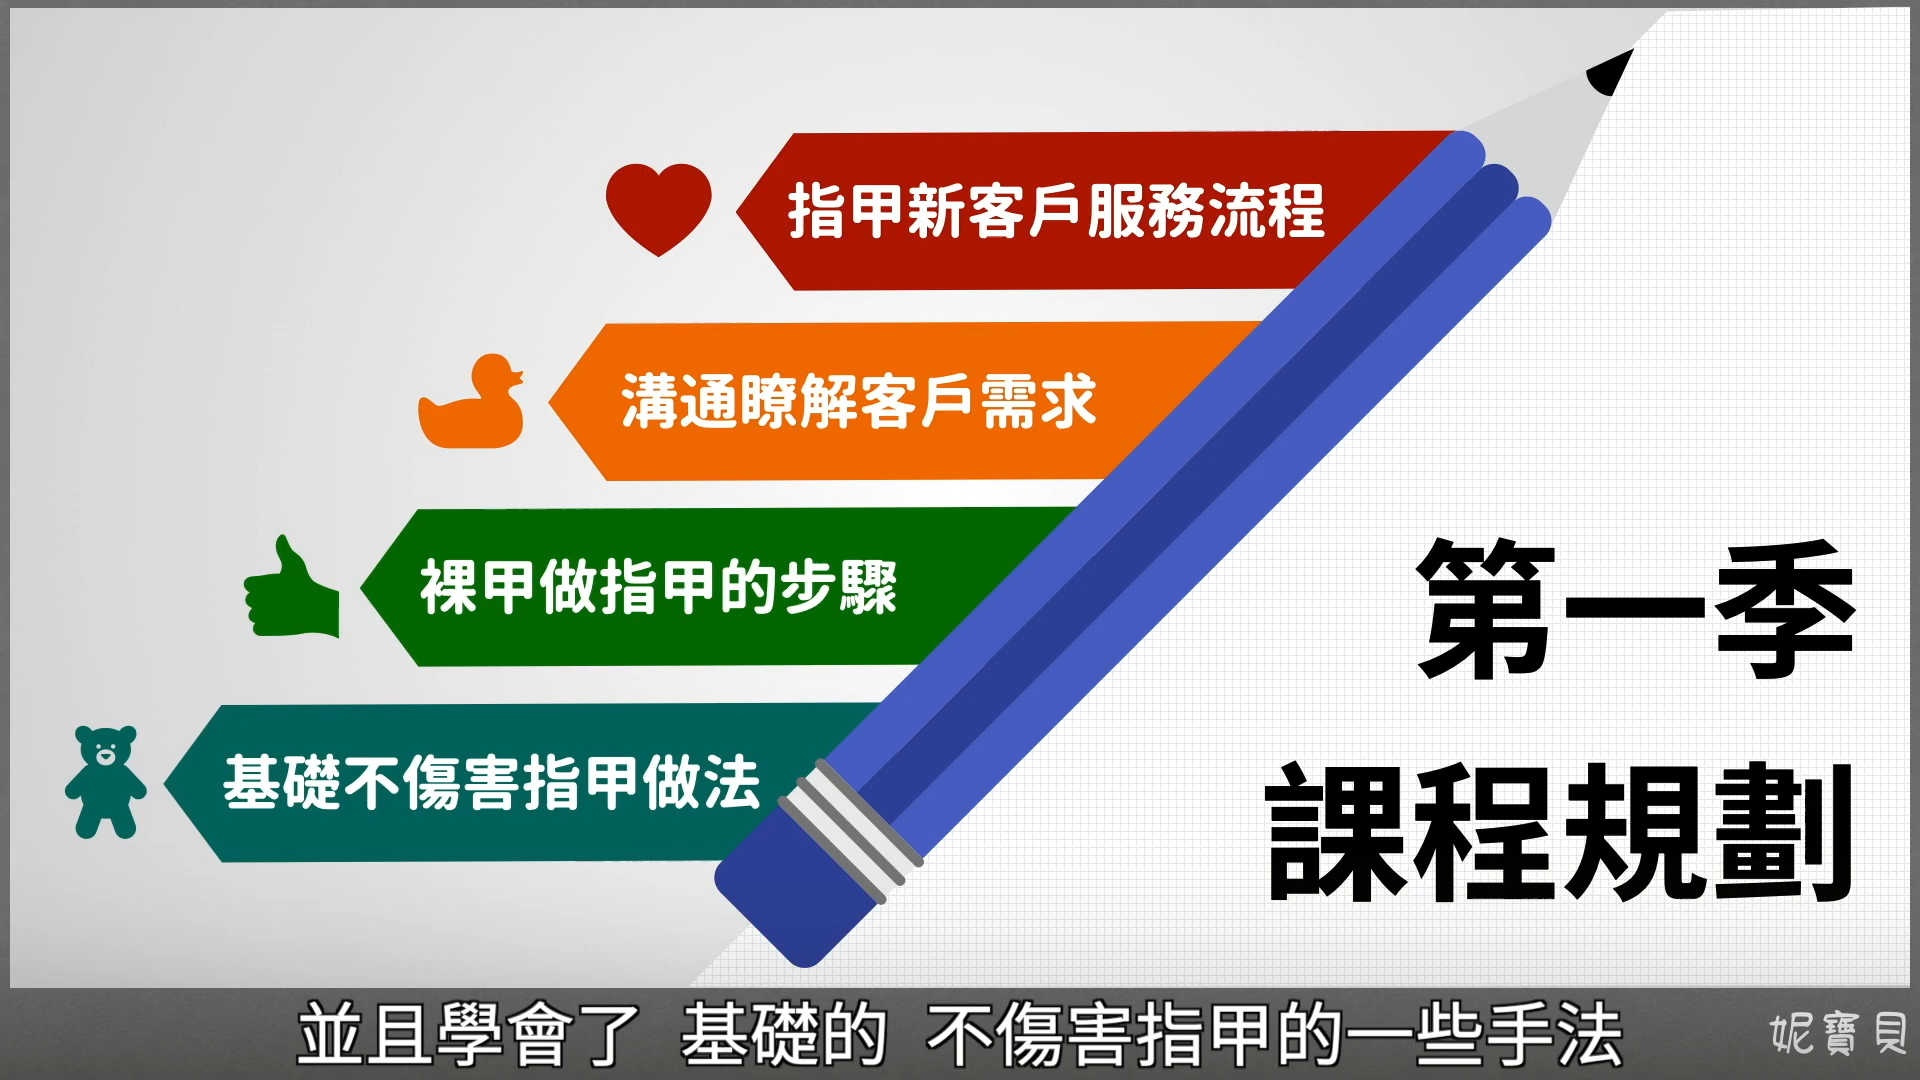 指甲新客戶服務流程
溝通瞭解客戶需求
裸甲做指甲的步驟
基礎不傷害指甲做法
第一季
課程規劃
並且學會了 基礎的 不傷害指甲的一些手法
妮寶貝